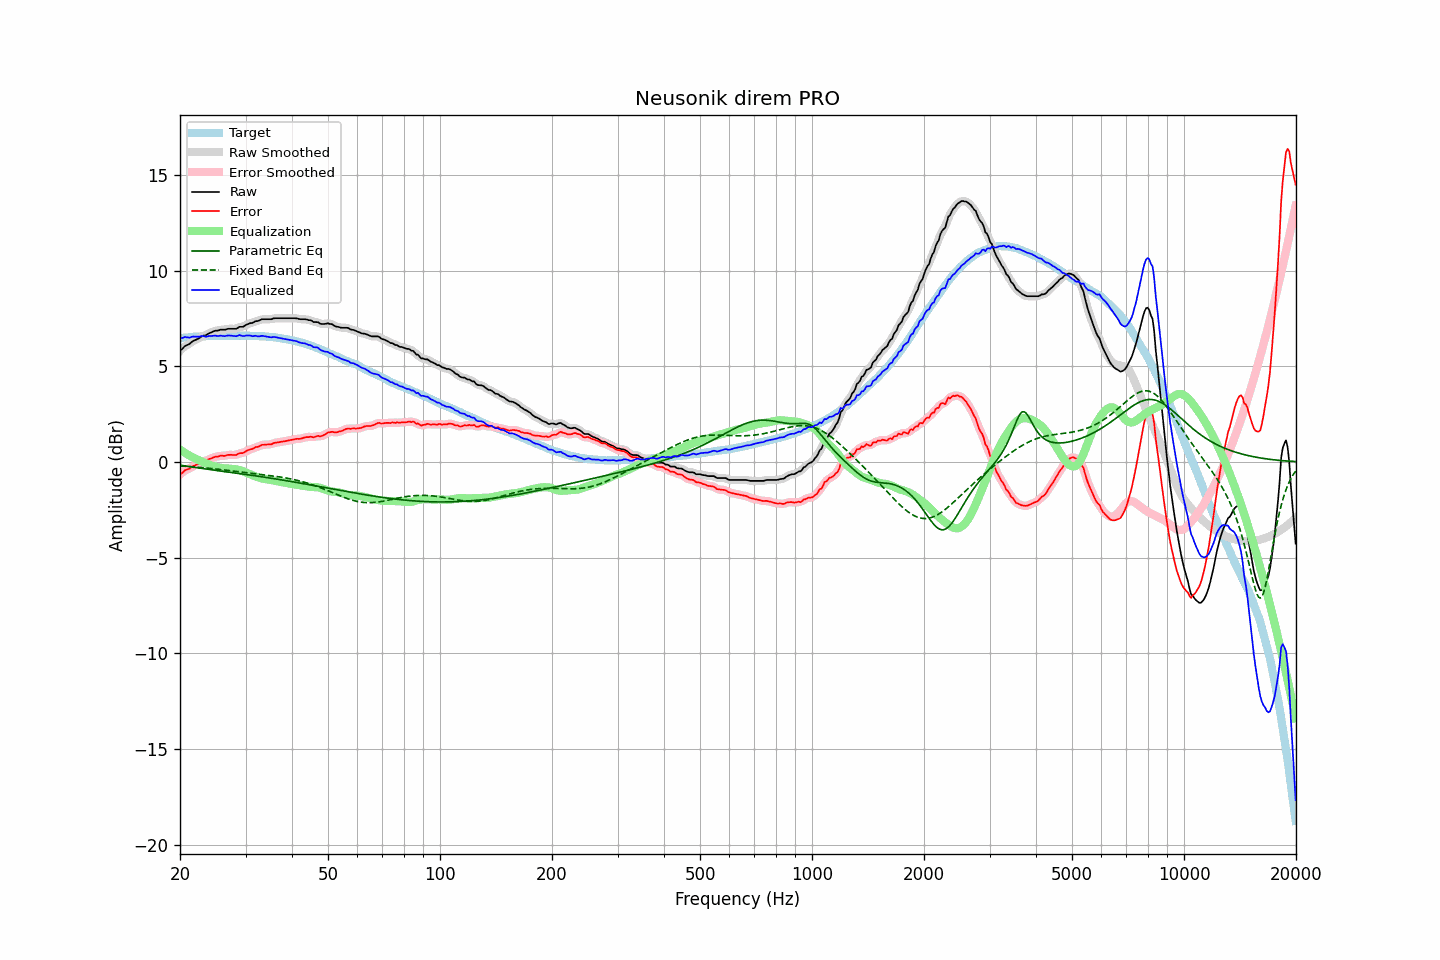 Neusonik direm PRO
Target
Raw Smoothed
Error Smoothed
Raw
Error
Equalization
Parametric Eq
Fixed Band Eq
Equalized
Amplitude (dBr)
15
10
5
0
−5
−10
−15
−20
20
50
100
200
500
1000
2000
5000
10000
20000
Frequency (Hz)